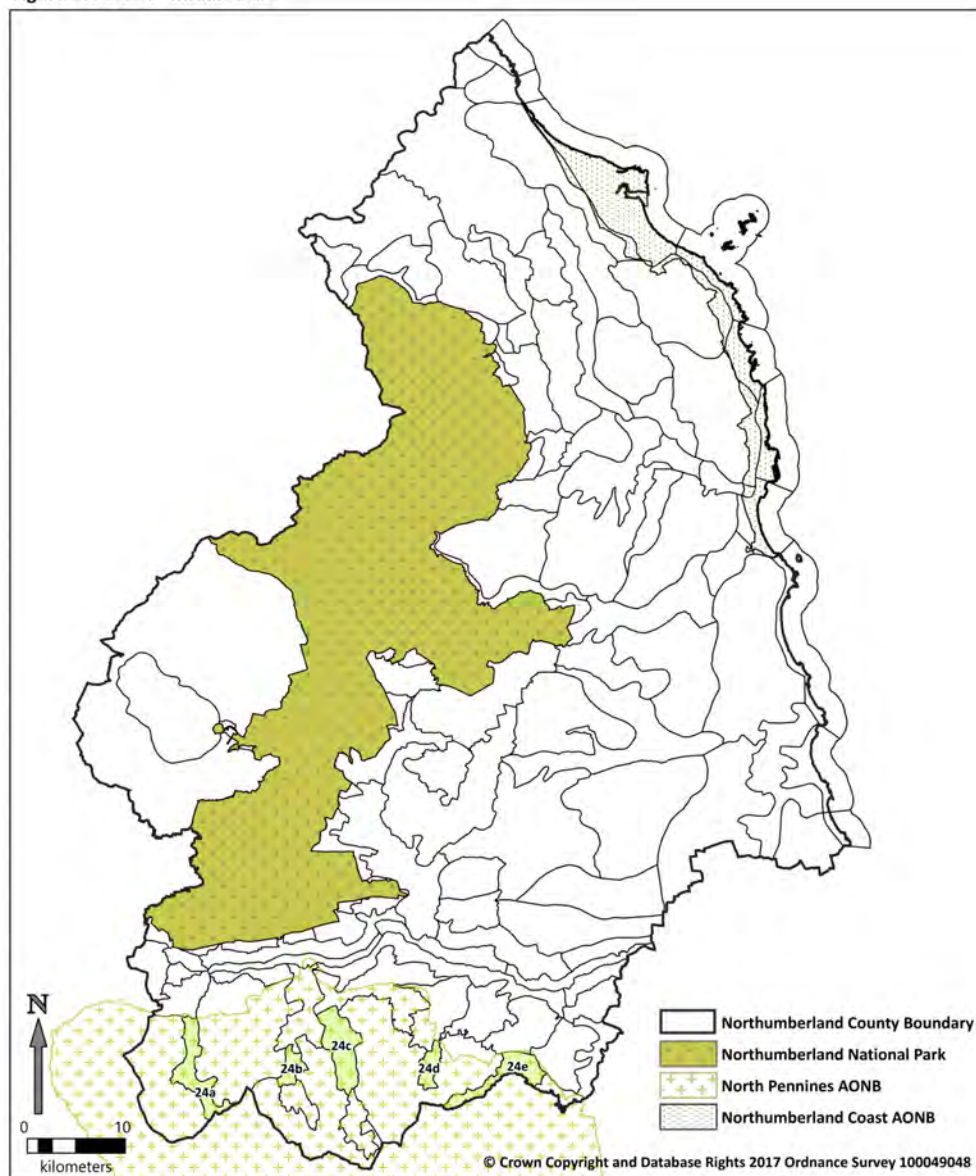 24a
24b
24c
24d
24e
N
0 10
kilometers
Northumberland County Boundary
Northumberland National Park
North Pennines AONB
Northumberland Coast AONB
© Crown Copyright and Database Rights 2017 Ordnance Survey 100049048